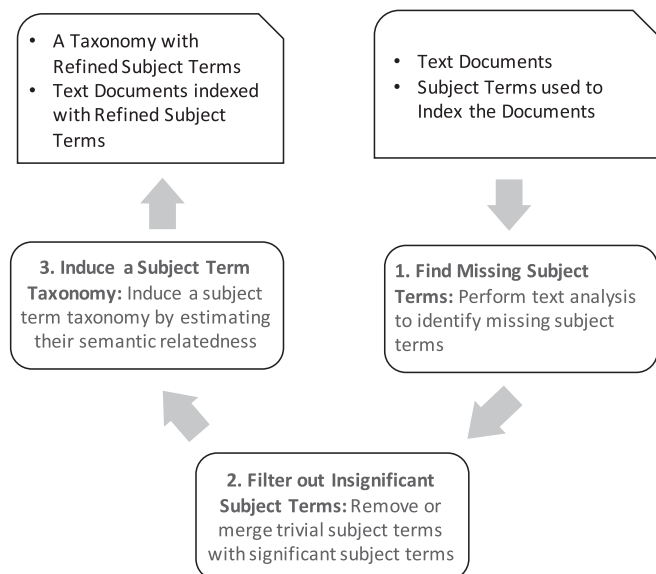 • A Taxonomy with
Refined Subject Terms
• Text Documents indexed
with Refined Subject
Terms
• Text Documents
• Subject Terms used to
Index the Documents
3. Induce a Subject Term
Taxonomy: Induce a subject
term taxonomy by estimating
their semantic relatedness
1. Find Missing Subject
Terms: Perform text analysis
to identify missing subject
terms
2. Filter out Insignificant
Subject Terms: Remove or
merge trivial subject terms
with significant subject terms